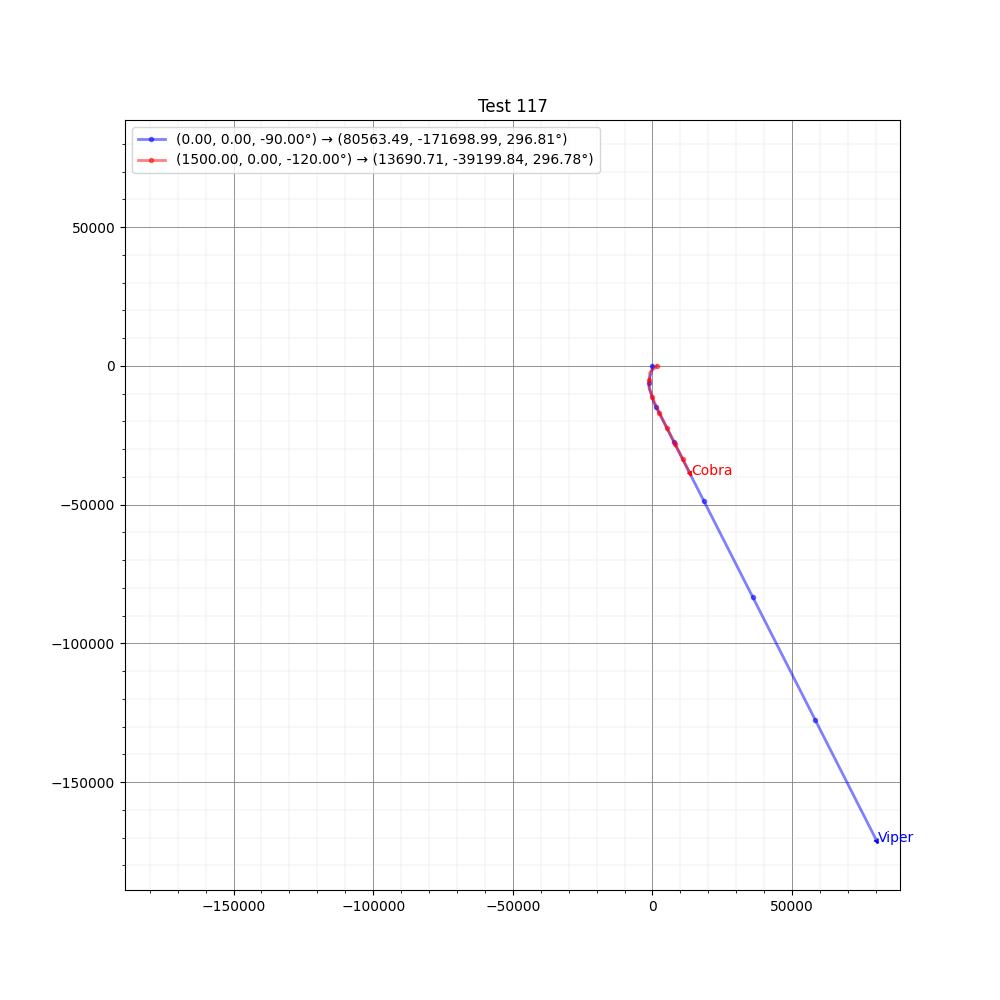 Test 117
(0.00, 0.00, -90.00°) → (80563.49, -171698.99, 296.81°)
(1500.00, 0.00, -120.00°) → (13690.71, -39199.84, 296.78°)
50000
0
−50000
−100000
−150000
Cobra
Viper
−150000
−100000
−50000
0
50000